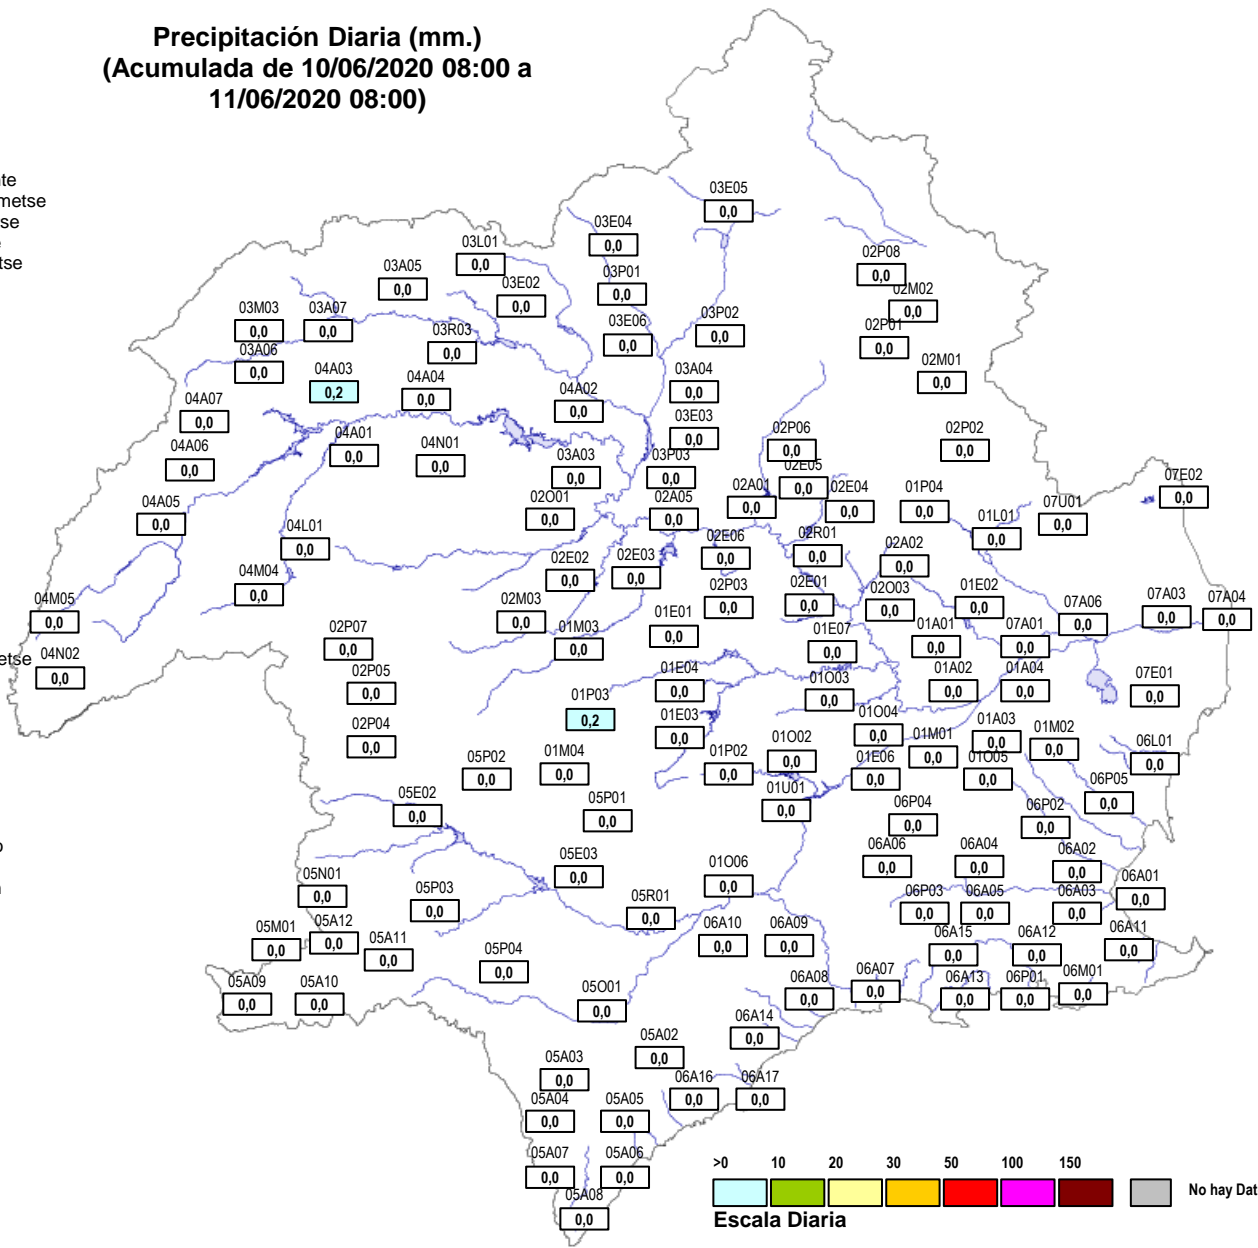 Precipitación Diaria (mm.)
(Acumulada de 10/06/2020 08:00 a
11/06/2020 08:00)
03E05
0,0
03E04
0,0
03L01
0,0
02P08
0,0
03A05
0,0
03P01
0,0
03E02
0,0
02M02
0,0
03M03
0,0
03A07
0,0
03P02
0,0
03E06
0,0
03R03
0,0
02P01
0,0
03A06
0,0
02M01
0,0
04A03
0,2
04A04
0,0
03A04
0,0
04A02
0,0
04A07
0,0
03E03
0,0
02P06
0,0
02P02
0,0
04A01
0,0
04N01
0,0
04A06
0,0
03A03
0,0
03P03
0,0
02E05
0,0
07E02
0,0
02A01
0,0
02E04
0,0
01P04
0,0
04A05
0,0
02O01
0,0
02A05
0,0
07U01
0,0
01L01
0,0
04L01
0,0
02E06
0,0
02R01
0,0
02A02
0,0
02E02
0,0
02E03
0,0
04M04
0,0
02P03
0,0
02E01
0,0
02O03
0,0
01E02
0,0
04M05
0,0
02M03
0,0
07A06
0,0
07A03
0,0
07A04
0,0
01E01
0,0
01M03
0,0
02P07
0,0
01E07
0,0
01A01
0,0
07A01
0,0
etse
04N02
0,0
02P05
0,0
01E04
0,0
01O03
0,0
01A02
0,0
01A04
0,0
07E01
0,0
01P03
0,2
02P04
0,0
01E03
0,0
01O04
0,0
01A03
0,0
01M02
0,0
01M01
0,0
01O02
0,0
06L01
0,0
05P02
0,0
01M04
0,0
01P02
0,0
01E06
0,0
01O05
0,0
05E02
0,0
05P01
0,0
01U01
0,0
06P05
0,0
06P04
0,0
06P02
0,0
05E03
0,0
06A06
0,0
06A04
0,0
06A02
0,0
05N01
0,0
01O06
0,0
06A01
0,0
05P03
0,0
05R01
0,0
06P03
0,0
06A05
0,0
06A03
0,0
05M01
0,0
05A12
0,0
05A11
0,0
06A10
0,0
06A09
0,0
06A15
0,0
06A12
0,0
06A11
0,0
05P04
0,0
05A09
0,0
05A10
0,0
05O01
0,0
06A08
0,0
06A07
0,0
06A13
0,0
06P01
0,0
06M01
0,0
06A14
0,0
05A02
0,0
05A03
0,0
06A16
0,0
06A17
0,0
05A04
0,0
05A05
0,0
05A07
0,0
05A06
0,0
05A08
0,0
>0 10 20 30 50 100 150
No hay Dat
Escala Diaria